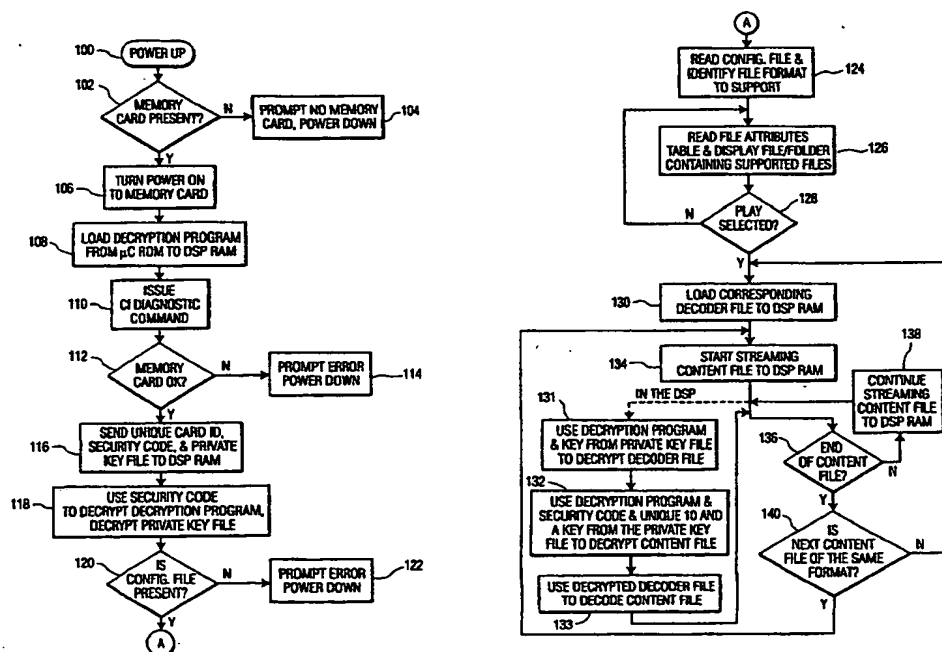 100
POWER UP
102
MEMORY
CARD PRESENT?
N
PROMPT NO MEMORY
CARD, POWER DOWN
104
Y
106
TURN POWER ON
TO MEMORY CARD
108
LOAD DECRYPTION PROGRAM
FROM μC ROM TO DSP RAM
110
ISSUE
CI DIAGNOSTIC
COMMAND
112
MEMORY
CARD OK?
N
PROMPT ERROR
POWER DOWN
114
Y
116
SEND UNIQUE CARD ID,
SECURITY CODE, & PRIVATE
KEY FILE TO DSP RAM
118
USE SECURITY CODE
TO DECRYPT DECRYPTION PROGRAM,
DECRYPT PRIVATE KEY FILE
120
IS
CONFIG. FILE
PRESENT?
N
PROMPT ERROR
POWER DOWN
122
Y
A
A
READ CONFIG. FILE &
IDENTIFY FILE FORMAT
TO SUPPORT
124
READ FILE ATTRIBUTES
TABLE & DISPLAY FILE/FOLDER
CONTAINING SUPPORTED FILES
126
128
PLAY
SELECTED?
N
Y
130
LOAD CORRESPONDING
DECODER FILE TO DSP RAM
134
START STREAMING
CONTENT FILE TO DSP RAM
138
CONTINUE
STREAMING
CONTENT FILE
TO DSP RAM
IN THE DSP
131
USE DECRYPTION PROGRAM
& KEY FROM PRIVATE KEY FILE
TO DECRYPT DECODER FILE
136
END
OF CONTENT
FILE?
N
Y
132
USE DECRYPTION PROGRAM &
SECURITY CODE & UNIQUE 10 AND
A KEY FROM THE PRIVATE KEY
FILE TO DECRYPT CONTENT FILE
140
IS
NEXT CONTENT
FILE OF THE SAME
FORMAT?
N
Y
USE DECRYPTED DECODER FILE
TO DECODE CONTENT FILE
133